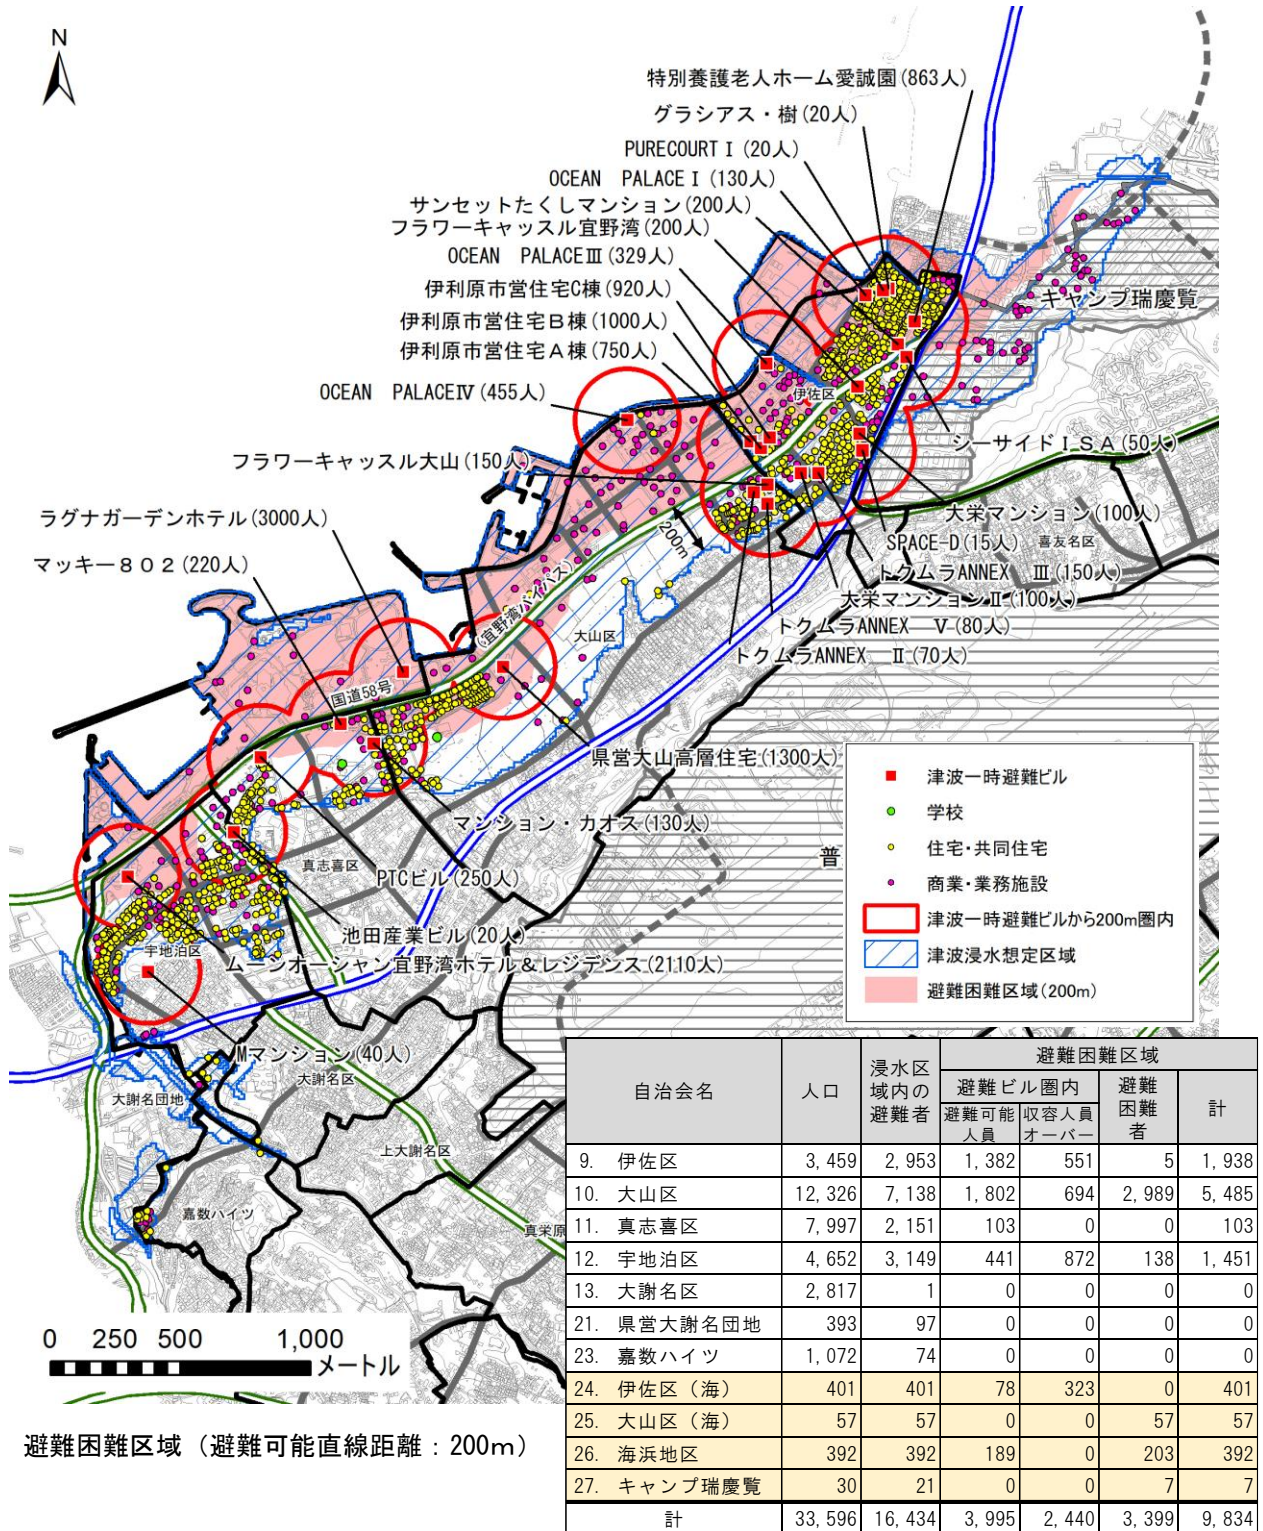 N
特別養護老人ホーム愛誠園(863人)
グラシアス・樹(20人)
PURECOURTⅠ(20人)
OCEAN PALACEⅠ(130人)
サンセットたくしマンション(200人)
フラワーキャッスル宜野湾(200人)
OCEAN PALACEⅢ(329人)
伊利原市営住宅C棟(920人)
伊利原市営住宅B棟(1000人)
伊利原市営住宅A棟(750人)
OCEAN PALACEⅣ(455人)
フラワーキャッスル大山(150人)
ラグナガーデンホテル(3000人)
マッキー802(220人)
キャンプ瑞慶覧
伊佐区
シーサイドISA(50人)
大栄マンション(100人)
SPACE-D(15人)
喜友名区
トクムラANNEX Ⅲ(150人)
大栄マンションⅡ(100人)
トクムラANNEX Ⅴ(80人)
トクムラANNEX Ⅱ(70人)
200m
(宜野湾バイパス)
大山区
国道58号
県営大山高層住宅(1300人)
マンション・カオス(130人)
真志喜区
PTCビル(250人)
池田産業ビル(20人)
宇地泊区
ムーンオーシャン宜野湾ホテル&レジデンス(2110人)
Mマンション(40人)
大謝名区
大謝名団地
上大謝名区
嘉数ハイツ
真栄原
普
津波一時避難ビル
学校
住宅・共同住宅
商業・業務施設
津波一時避難ビルから200m圏内
津波浸水想定区域
避難困難区域(200m)
0 250 500 1,000
メートル
避難困難区域（避難可能直線距離：200m）
自治会名 人口 浸水区域内の避難者 避難困難区域
避難ビル圏内 避難困難者 計
避難可能人員 収容人員オーバー
9. 伊佐区 3,459 2,953 1,382 551 5 1,938
10. 大山区 12,326 7,138 1,802 694 2,989 5,485
11. 真志喜区 7,997 2,151 103 0 0 103
12. 宇地泊区 4,652 3,149 441 872 138 1,451
13. 大謝名区 2,817 1 0 0 0 0
21. 県営大謝名団地 393 97 0 0 0 0
23. 嘉数ハイツ 1,072 74 0 0 0 0
24. 伊佐区（海） 401 401 78 323 0 401
25. 大山区（海） 57 57 0 0 57 57
26. 海浜地区 392 392 189 0 203 392
27. キャンプ瑞慶覧 30 21 0 0 7 7
計 33,596 16,434 3,995 2,440 3,399 9,834